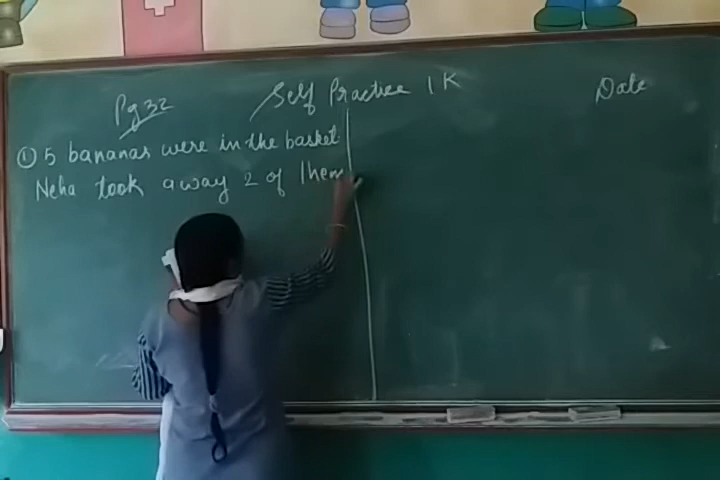 Pg 32 Self Practice 1K Date
① 5 bananas were in the basket.
Neha took away 2 of them